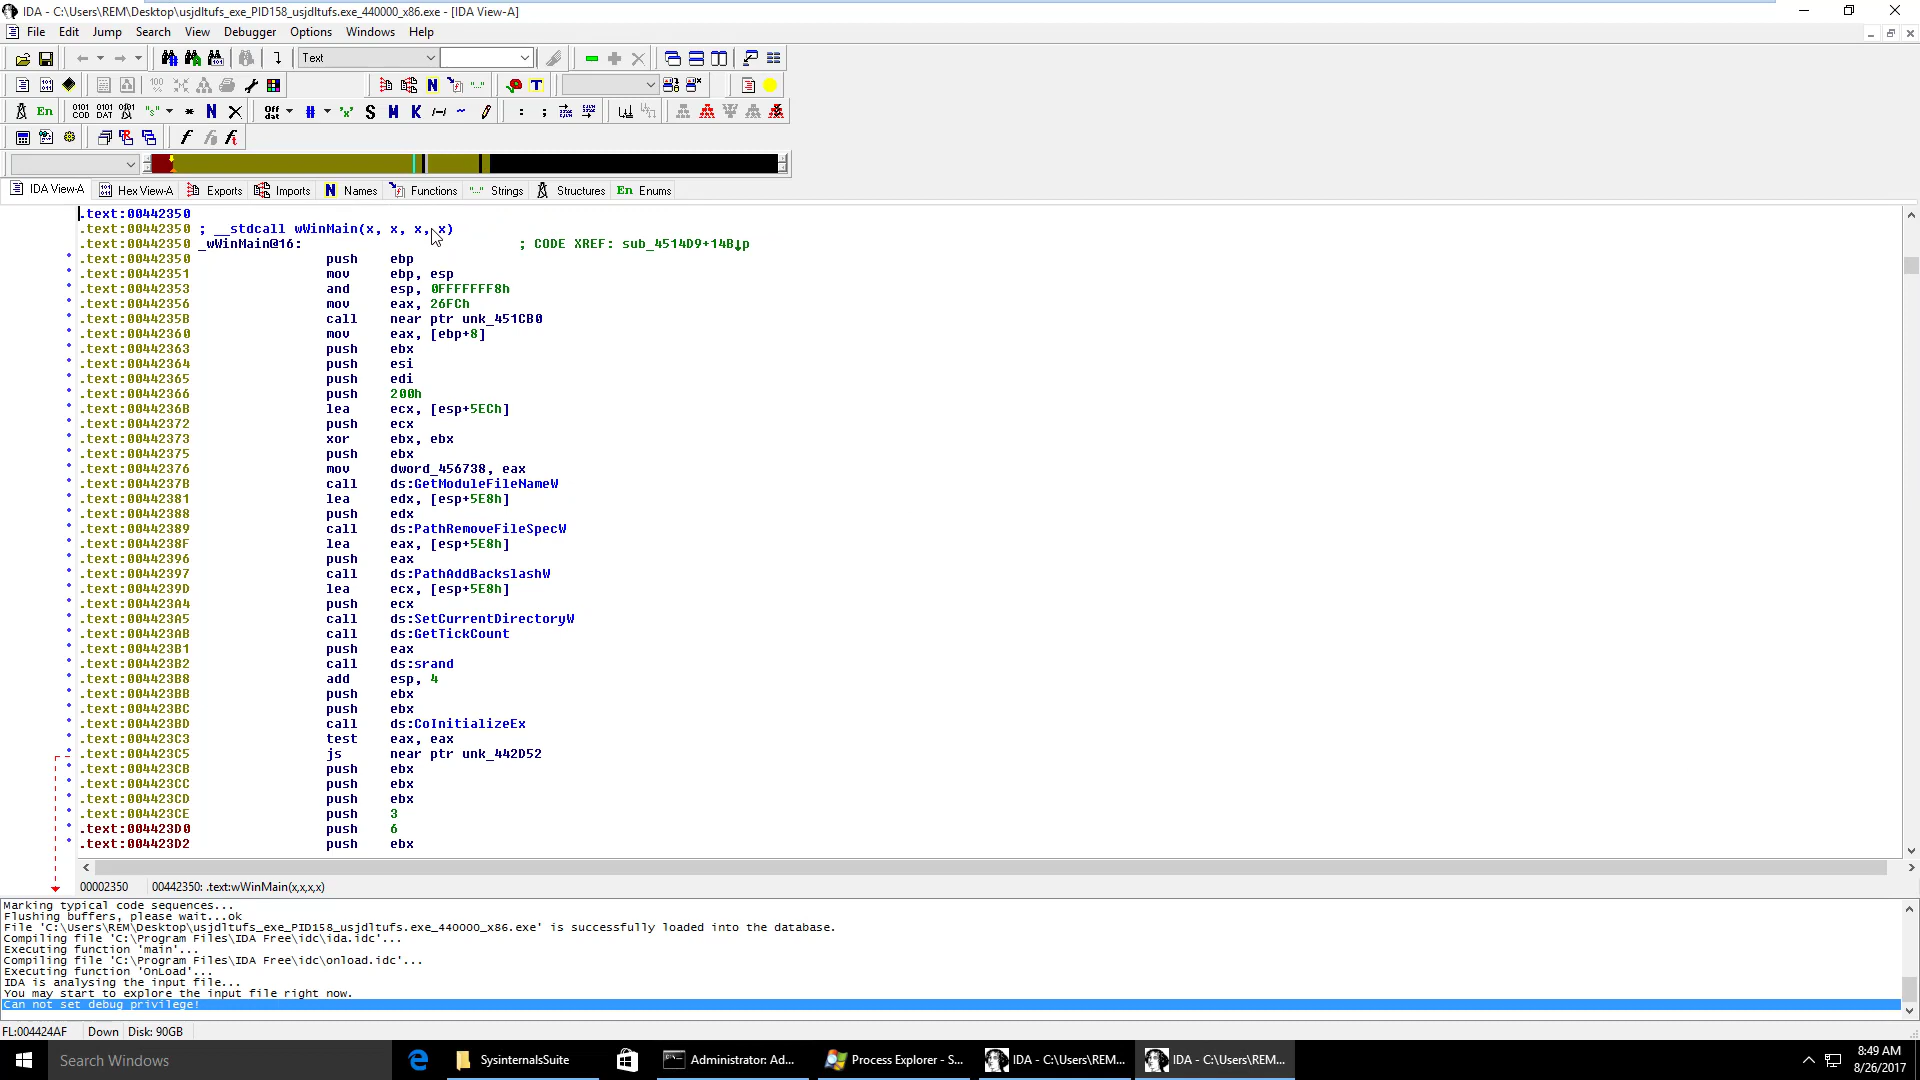 IDA - C:\Users\REM\Desktop\usjdltufs_exe_PID158_usjdltufs.exe_440000_x86.exe - [IDA View-A]
File Edit Jump Search View Debugger Options Windows Help
Text
IDA View-A Hex View-A Exports Imports N Names Functions Strings Structures En Enums
.text:00442350
.text:00442350 ; __stdcall wWinMain(x, x, x, x)
.text:00442350 _wWinMain@16: ; CODE XREF: sub_4514D9+14B↓p
.text:00442350 push ebp
.text:00442351 mov ebp, esp
.text:00442353 and esp, 0FFFFFFF8h
.text:00442356 mov eax, 26FCh
.text:0044235B call near ptr unk_451CB0
.text:00442360 mov eax, [ebp+8]
.text:00442363 push ebx
.text:00442364 push esi
.text:00442365 push edi
.text:00442366 push 200h
.text:0044236B lea ecx, [esp+5ECh]
.text:00442372 push ecx
.text:00442373 xor ebx, ebx
.text:00442375 push ebx
.text:00442376 mov dword_456738, eax
.text:0044237B call ds:GetModuleFileNameW
.text:00442381 lea edx, [esp+5E8h]
.text:00442388 push edx
.text:00442389 call ds:PathRemoveFileSpecW
.text:0044238F lea eax, [esp+5E8h]
.text:00442396 push eax
.text:00442397 call ds:PathAddBackslashW
.text:0044239D lea ecx, [esp+5E8h]
.text:004423A4 push ecx
.text:004423A5 call ds:SetCurrentDirectoryW
.text:004423AB call ds:GetTickCount
.text:004423B1 push eax
.text:004423B2 call ds:srand
.text:004423B8 add esp, 4
.text:004423BB push ebx
.text:004423BC push ebx
.text:004423BD call ds:CoInitializeEx
.text:004423C3 test eax, eax
.text:004423C5 js near ptr unk_442D52
.text:004423CB push ebx
.text:004423CC push ebx
.text:004423CD push ebx
.text:004423CE push 3
.text:004423D0 push 6
.text:004423D2 push ebx
00002350 00442350: .text:wWinMain(x,x,x,x)
Marking typical code sequences...
Flushing buffers, please wait...ok
File 'C:\Users\REM\Desktop\usjdltufs_exe_PID158_usjdltufs.exe_440000_x86.exe' is successfully loaded into the database.
Compiling file 'C:\Program Files\IDA Free\idc\ida.idc'...
Executing function 'main'...
Compiling file 'C:\Program Files\IDA Free\idc\onload.idc'...
Executing function 'OnLoad'...
IDA is analysing the input file...
You may start to explore the input file right now.
Can not set debug privilege!
FL:004424AF Down Disk: 90GB
Search Windows SysinternalsSuite Administrator: Ad... Process Explorer - S... IDA - C:\Users\REM... IDA - C:\Users\REM... 8:49 AM
8/26/2017